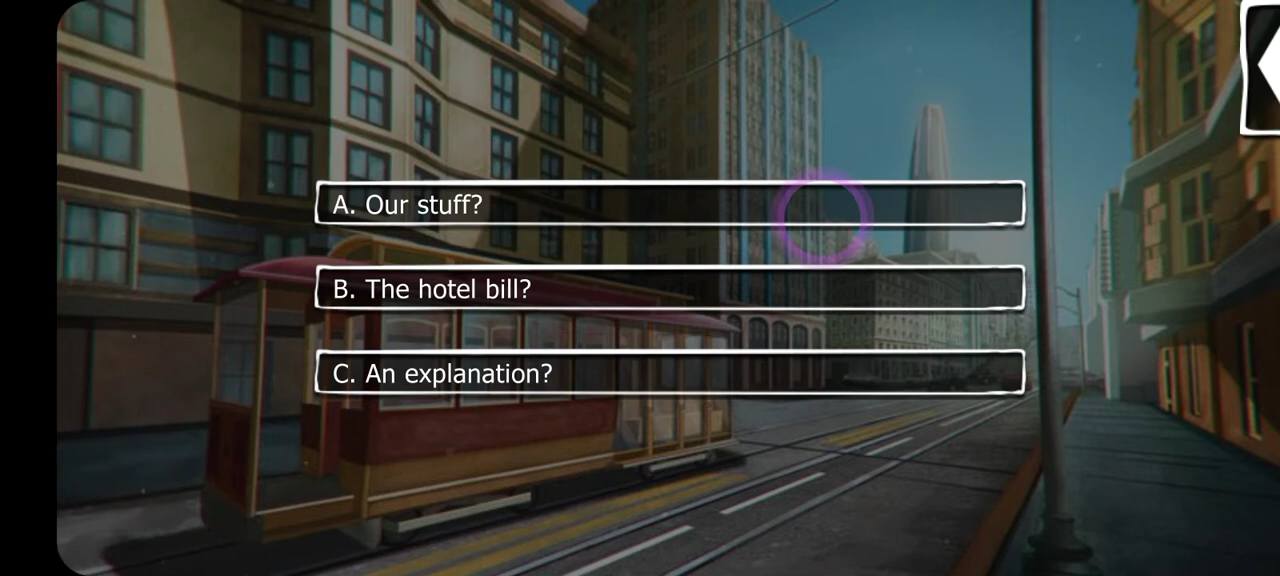 A. Our stuff?
B. The hotel bill?
C. An explanation?